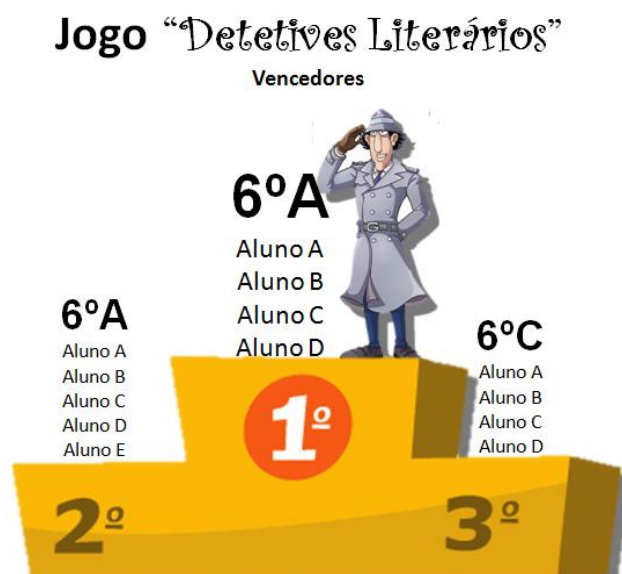 Jogo “Detetives Literários”
Vencedores
6ºA
Aluno A
Aluno B
Aluno C
Aluno D
6ºA
Aluno A
Aluno B
Aluno C
Aluno D
Aluno E
6ºC
Aluno A
Aluno B
Aluno C
Aluno D
1º
2º
3º
G